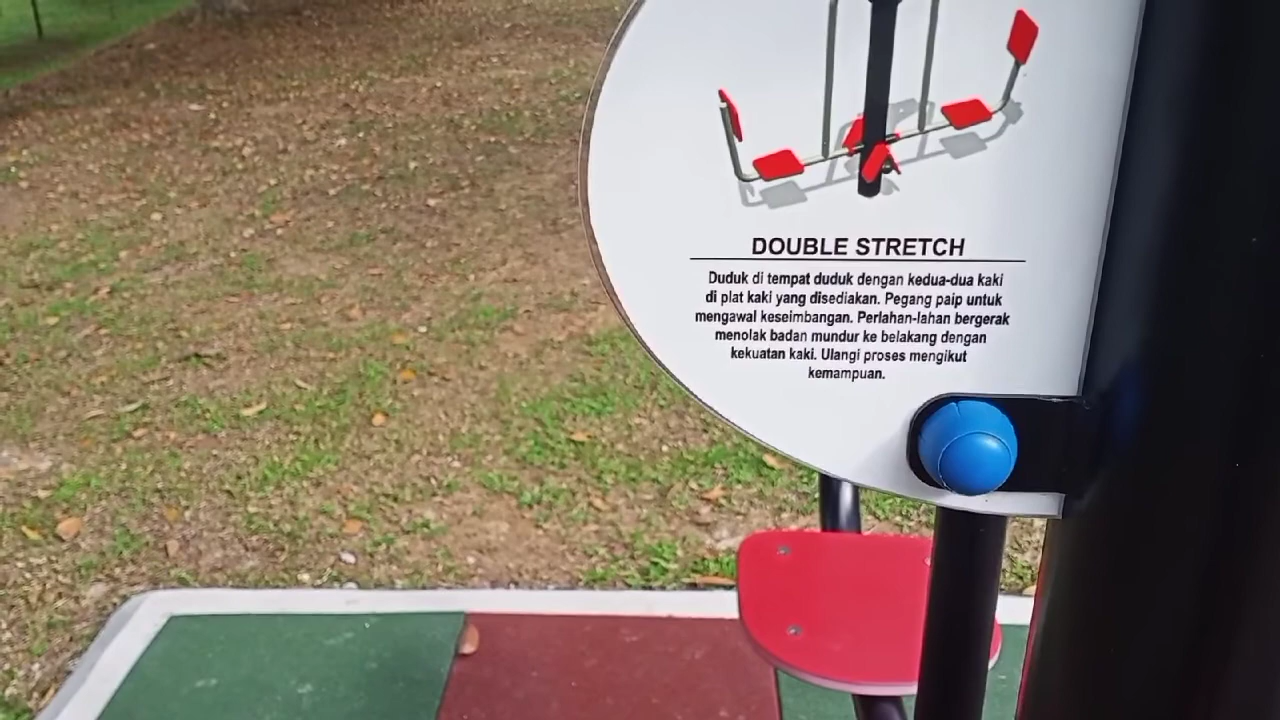 DOUBLE STRETCH
Duduk di tempat duduk dengan kedua-dua kaki
di plat kaki yang disediakan. Pegang paip untuk
mengawal keseimbangan. Perlahan-lahan bergerak
menolak badan mundur ke belakang dengan
kekuatan kaki. Ulangi proses mengikut
kemampuan.